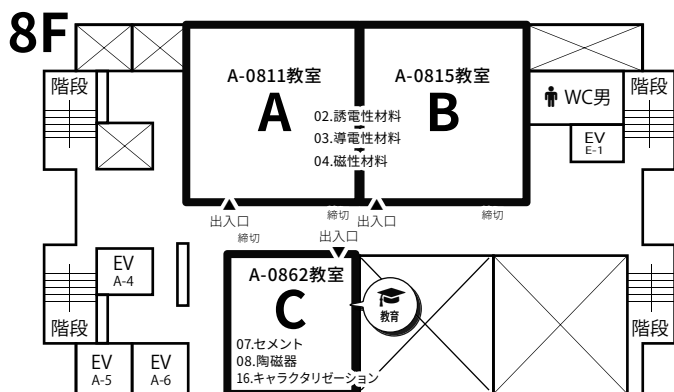 8F
階段
A-0811教室
A
A-0815教室
B
02.誘電性材料
03.導電性材料
04.磁性材料
WC男
階段
EV
E-1
出入口
締切
出入口
締切
締切
出入口
EV
A-4
A-0862教室
C
教育
07.セメント
08.陶磁器
16.キャラクタリゼーション
階段
階段
EV
A-5
EV
A-6